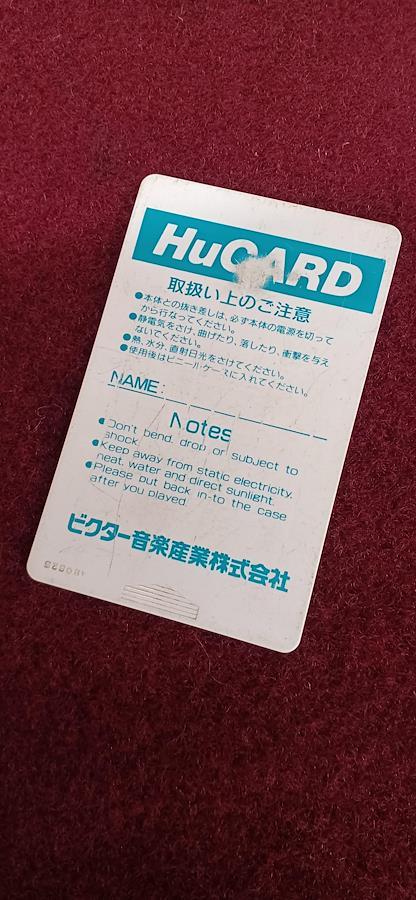 HuCARD
取扱い上のご注意
●本体との抜き差しは、必ず本体の電源を切って
から行なってください。
●静電気をさけ、曲げたり、落したり、衝撃を与え
ないでください。
●熱、水分、直射日光をさけてください。
●使用後はビニールケースに入れてください。
NAME:
Notes
●Don't bend, drop or subject to
shock.
●Keep away from static electricity,
heat, water and direct sunlight.
●Please put back in-to the case
after you played.
ビクター音楽産業株式会社